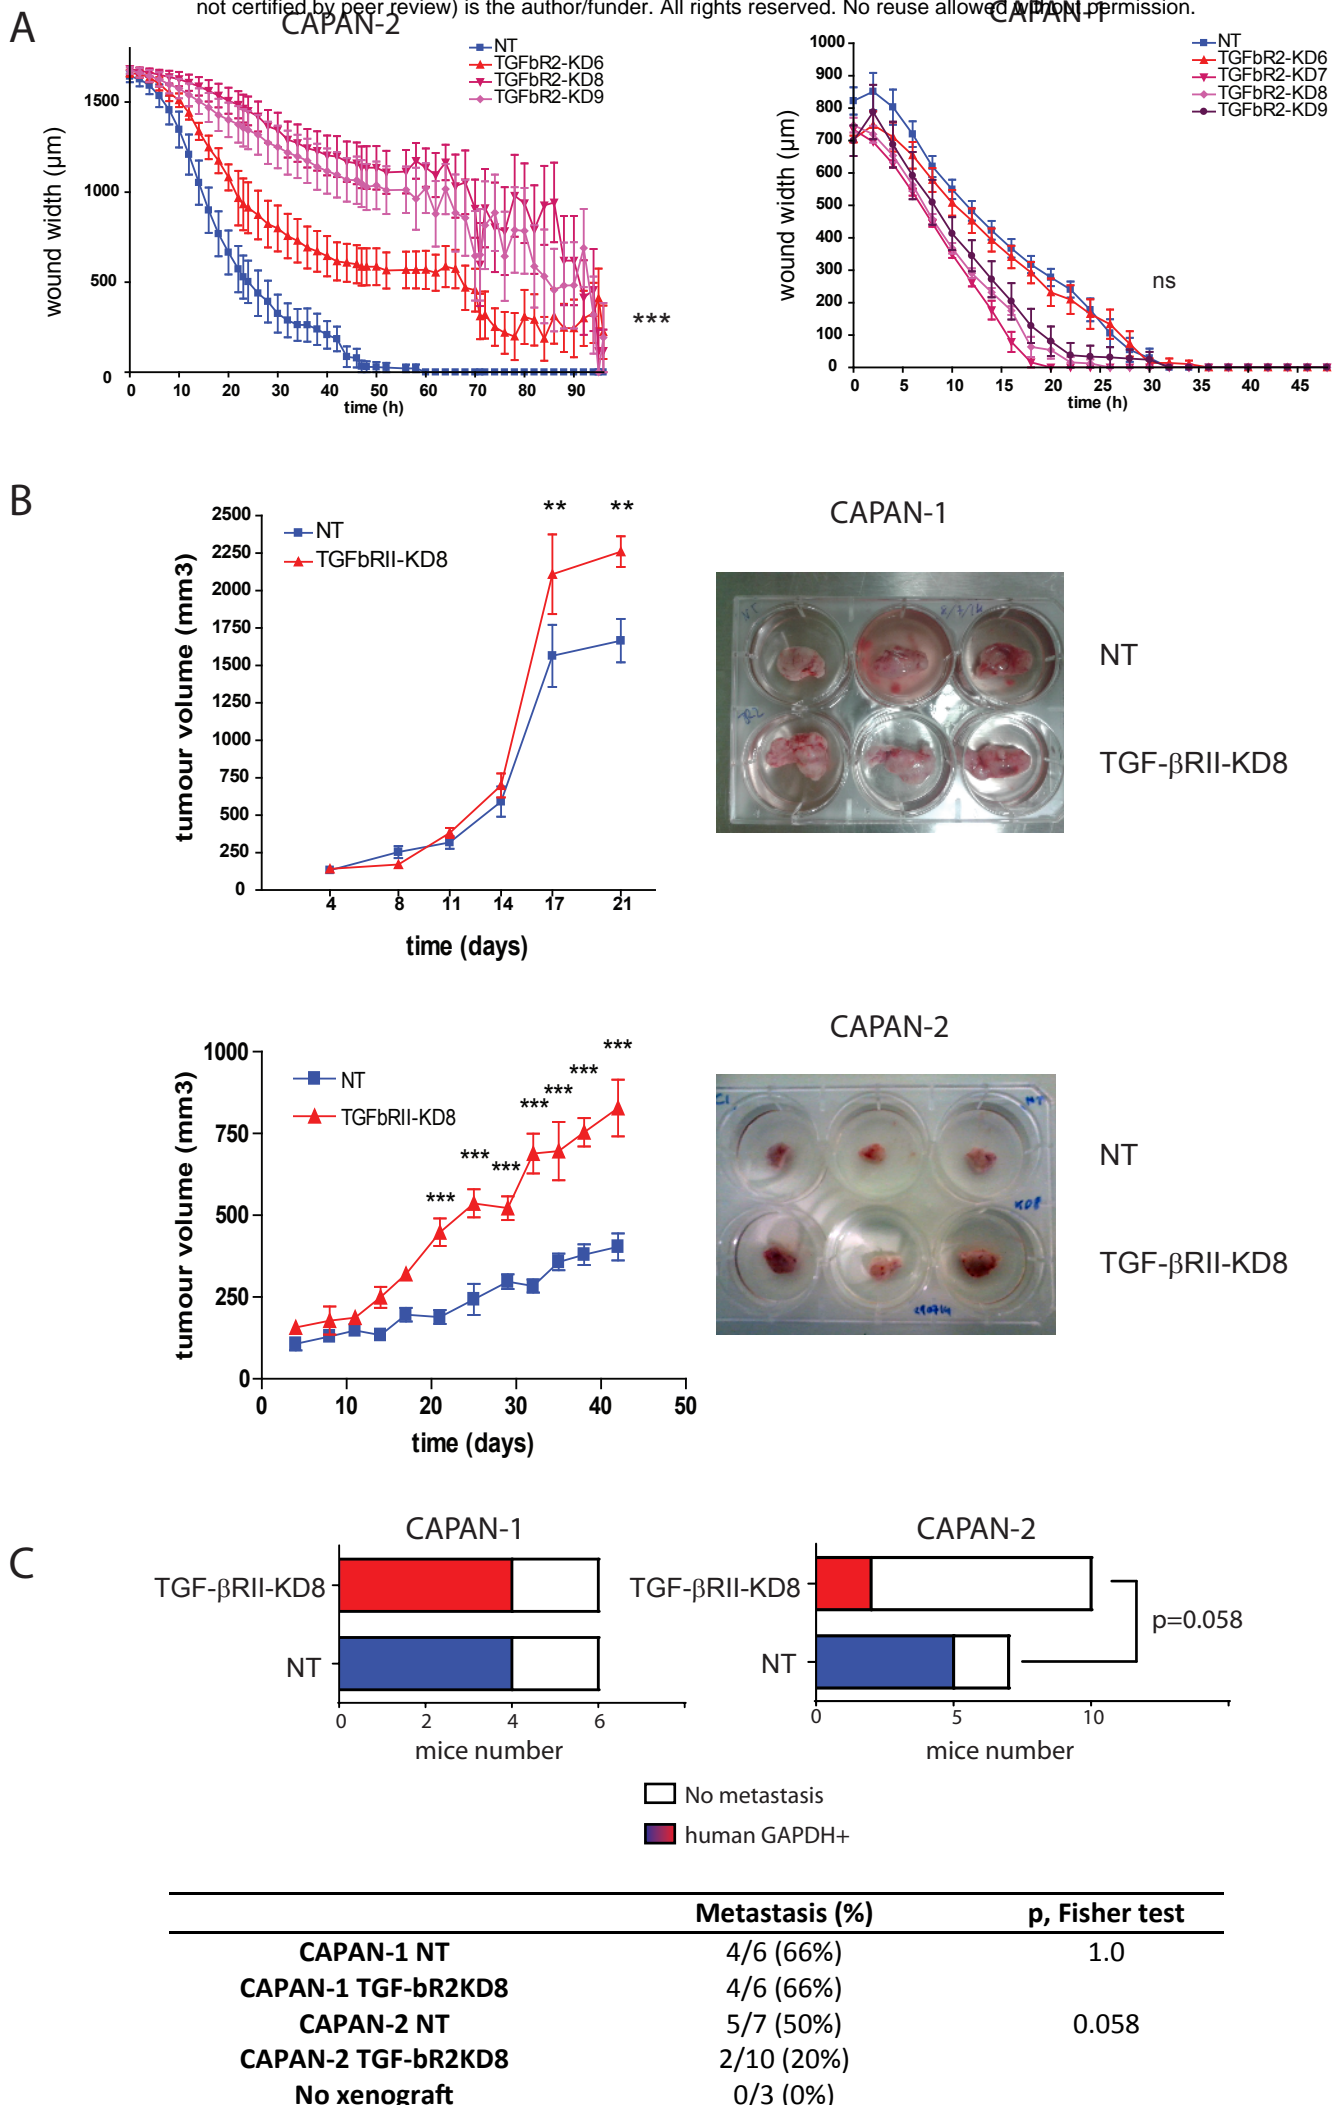 not certified by peer review) is the author/funder. All rights reserved. No reuse allowed without permission.
A
CAPAN-2
NT
TGFbR2-KD6
TGFbR2-KD8
TGFbR2-KD9
wound width (µm)
1500
1000
500
0
0 10 20 30 40 50 60 70 80 90
time (h)
***
CAPAN-1
NT
TGFbR2-KD6
TGFbR2-KD7
TGFbR2-KD8
TGFbR2-KD9
wound width (µm)
1000
900
800
700
600
500
400
300
200
100
0
0 5 10 15 20 25 30 35 40 45
time (h)
ns
B
NT
TGFbRII-KD8
** **
tumour volume (mm3)
2500
2250
2000
1750
1500
1250
1000
750
500
250
0
4 8 11 14 17 21
time (days)
CAPAN-1
NT
TGF-βRII-KD8
NT
TGFbRII-KD8
*** *** *** *** *** *** ***
tumour volume (mm3)
1000
750
500
250
0
0 10 20 30 40 50
time (days)
CAPAN-2
NT
KD8
NT
TGF-βRII-KD8
C
CAPAN-1
TGF-βRII-KD8
NT
0 2 4 6
mice number
CAPAN-2
TGF-βRII-KD8
NT
p=0.058
0 5 10
mice number
No metastasis
human GAPDH+
Metastasis (%) p, Fisher test
CAPAN-1 NT 4/6 (66%) 1.0
CAPAN-1 TGF-bR2KD8 4/6 (66%)
CAPAN-2 NT 5/7 (50%) 0.058
CAPAN-2 TGF-bR2KD8 2/10 (20%)
No xenograft 0/3 (0%)